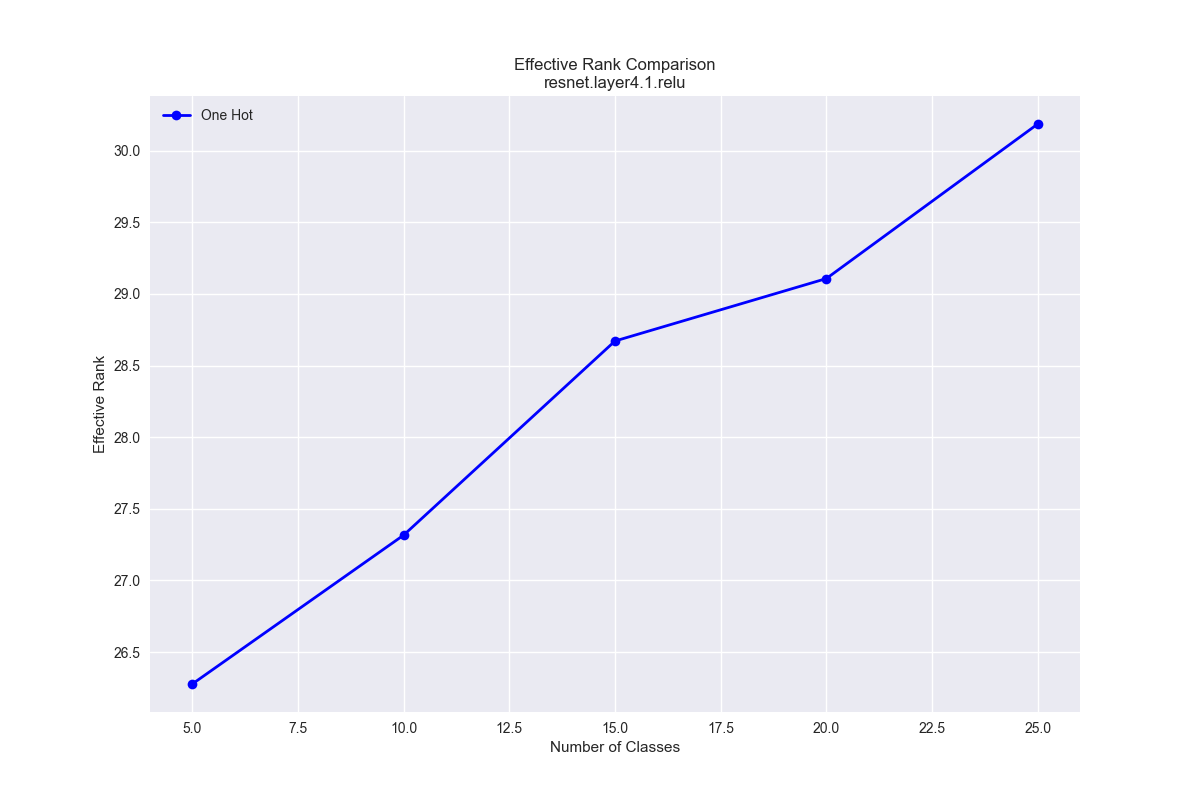 Effective Rank Comparison
resnet.layer4.1.relu
One Hot
30.0
29.5
29.0
28.5
28.0
27.5
27.0
26.5
Effective Rank
5.0 7.5 10.0 12.5 15.0 17.5 20.0 22.5 25.0
Number of Classes